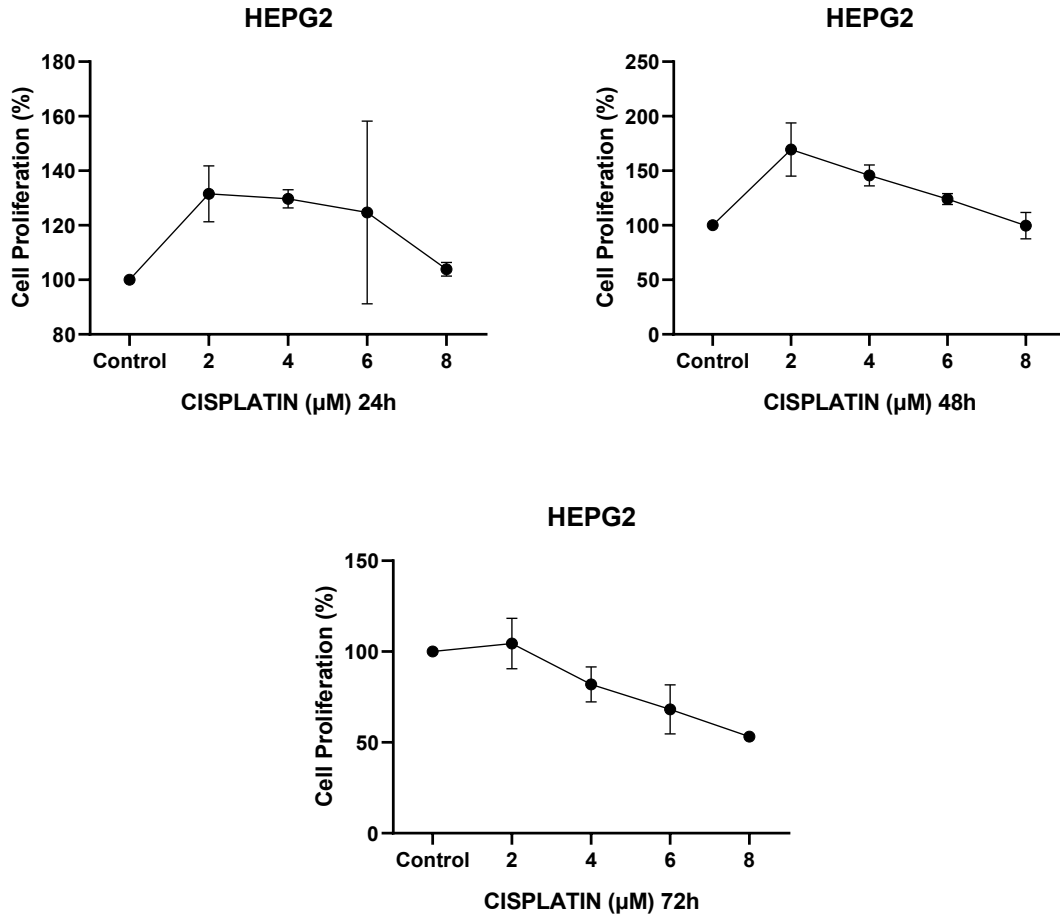 HEPG2
Cell Proliferation (%)
180
160
140
120
100
80
Control 2 4 6 8
CISPLATIN (μM) 24h
HEPG2
Cell Proliferation (%)
250
200
150
100
50
0
Control 2 4 6 8
CISPLATIN (μM) 48h
HEPG2
Cell Proliferation (%)
150
100
50
0
Control 2 4 6 8
CISPLATIN (μM) 72h